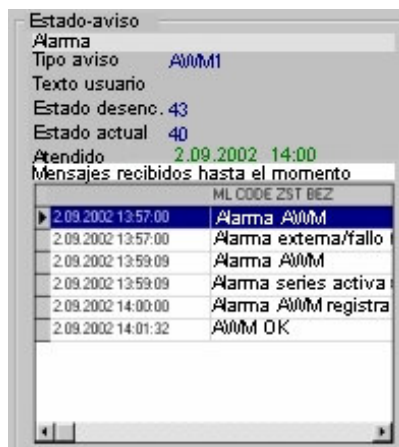 Estado-aviso
Alarma
Tipo aviso AWM1
Texto usuario
Estado desenc. 43
Estado actual 40
Atendido 2.09.2002 14:00
Mensajes recibidos hasta el momento
ML CODE ZST BEZ
2.09.2002 13:57:00 Alarma AWM
2.09.2002 13:57:00 Alarma externa/fallo
2.09.2002 13:59:09 Alarma AWM
2.09.2002 13:59:09 Alarma series activa
2.09.2002 14:00:00 Alarma AWM registra
2.09.2002 14:01:32 AWM OK